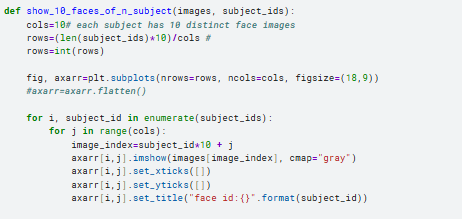 def show_10_faces_of_n_subject(images, subject_ids):
    cols=10# each subject has 10 distinct face images
    rows=(len(subject_ids)*10)/cols #
    rows=int(rows)

    fig, axarr=plt.subplots(nrows=rows, ncols=cols, figsize=(18,9))
    #axarr=axarr.flatten()

    for i, subject_id in enumerate(subject_ids):
        for j in range(cols):
            image_index=subject_id*10 + j
            axarr[i,j].imshow(images[image_index], cmap="gray")
            axarr[i,j].set_xticks([])
            axarr[i,j].set_yticks([])
            axarr[i,j].set_title("face id:{}".format(subject_id))